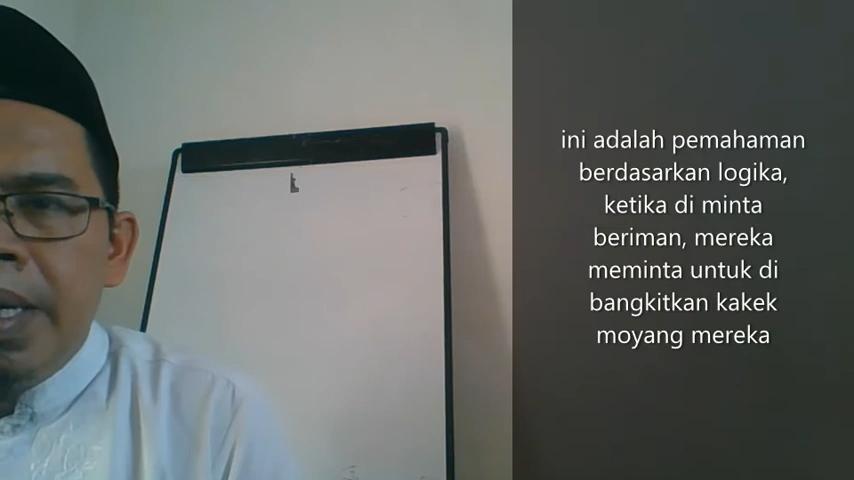 ini adalah pemahaman
berdasarkan logika,
ketika di minta
beriman, mereka
meminta untuk di
bangkitkan kakek
moyang mereka